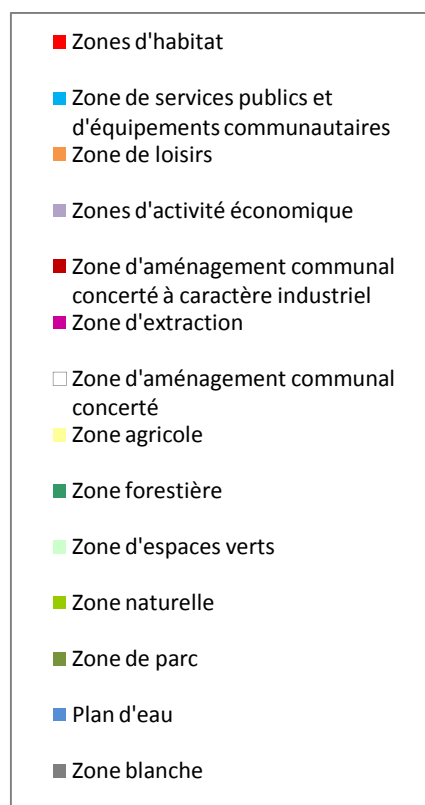 Zones d'habitat
Zone de services publics et
d'équipements communautaires
Zone de loisirs
Zones d'activité économique
Zone d'aménagement communal
concerté à caractère industriel
Zone d'extraction
Zone d'aménagement communal
concerté
Zone agricole
Zone forestière
Zone d'espaces verts
Zone naturelle
Zone de parc
Plan d'eau
Zone blanche